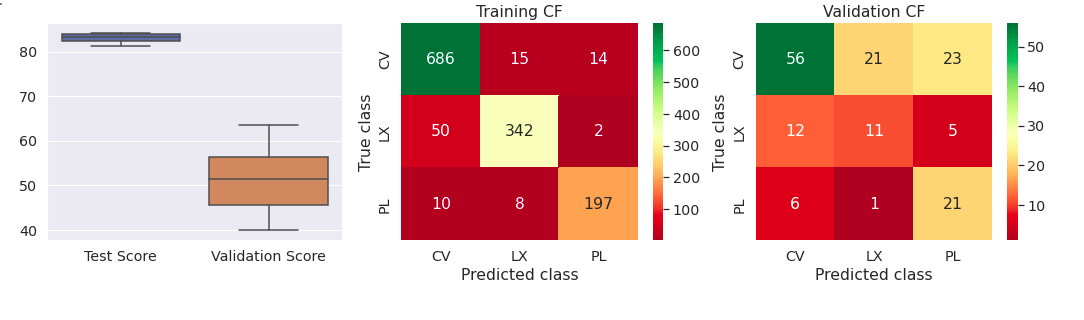 80
70
60
50
40
Test Score
Validation Score
Training CF
True class
CV
LX
PL
686
15
14
50
342
2
10
8
197
CV
LX
PL
Predicted class
600
500
400
300
200
100
Validation CF
True class
CV
LX
PL
56
21
23
12
11
5
6
1
21
CV
LX
PL
Predicted class
50
40
30
20
10